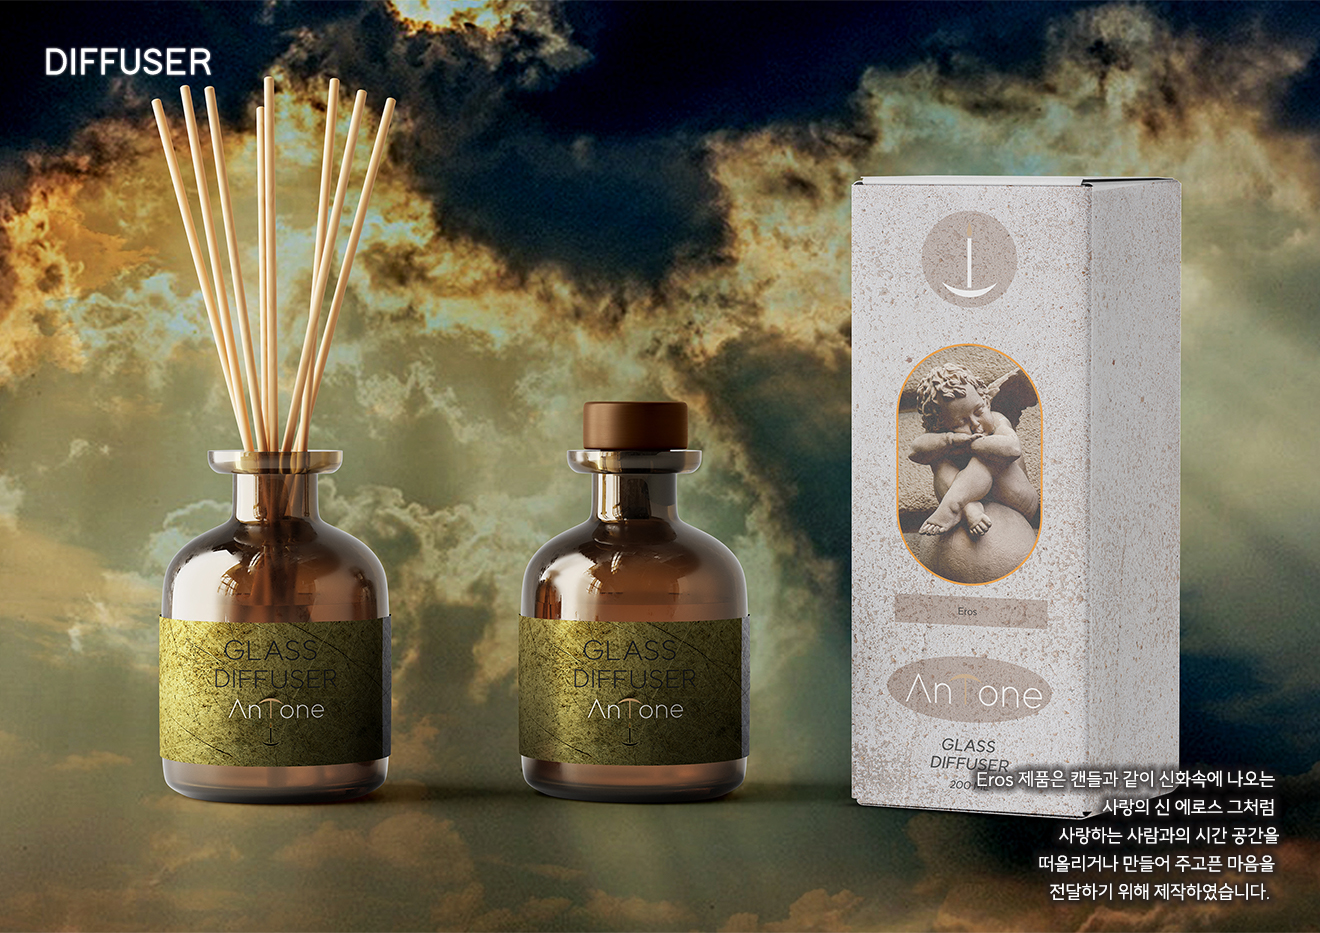 DIFFUSER
GLASS
DIFFUSER
AnTone
GLASS
DIFFUSER
AnTone
Eros
AnTone
GLASS
DIFFUSER
200
Eros 제품은 캔들과 같이 신화속에 나오는
사랑의 신 에로스 그처럼
사랑하는 사람과의 시간 공간을
떠올리거나 만들어 주고픈 마음을
전달하기 위해 제작하였습니다.